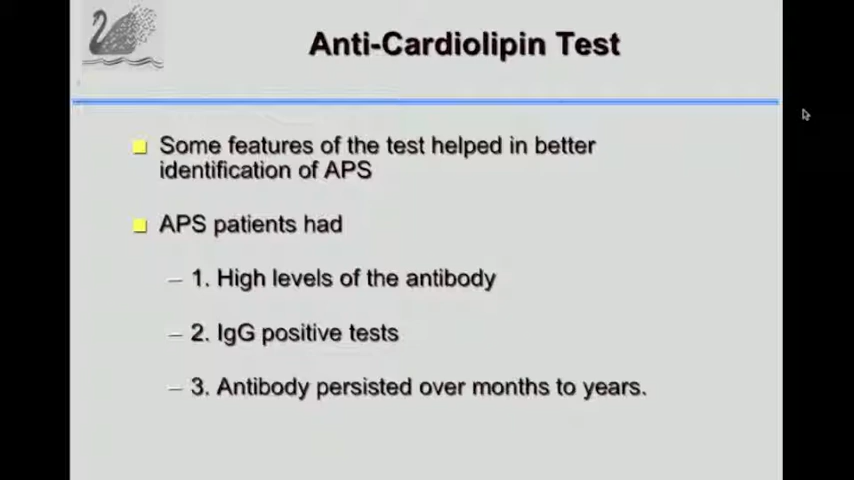 Anti-Cardiolipin Test
Some features of the test helped in better
identification of APS
APS patients had
– 1. High levels of the antibody
– 2. IgG positive tests
– 3. Antibody persisted over months to years.